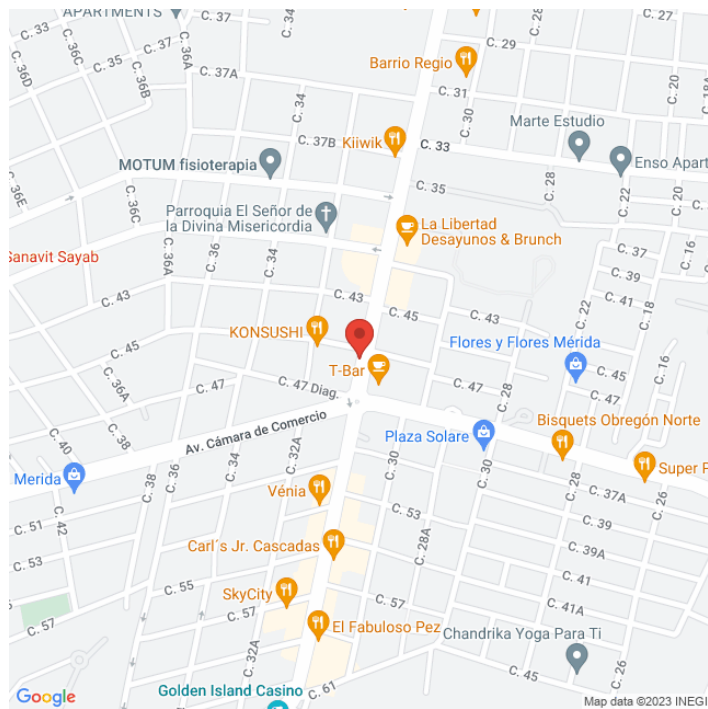 APARTMENTS
C. 33
C. 35
C. 37
C. 36D
C. 36C
C. 36B
C. 36A
C. 37A
C. 34
C. 34
Barrio Regio
C. 29
C. 28
C. 27
C. 20
C. 18A
C. 30
C. 31
Kiiwik
C. 37B
C. 33
Marte Estudio
Enso Apart
MOTUM fisioterapia
C. 36E
C. 36C
C. 35
C. 28
C. 22
C. 20
Parroquia El Señor de
la Divina Misericordia
La Libertad
Desayunos & Brunch
C. 36
C. 34
C. 36A
Sanavit Sayab
C. 37
C. 39
C. 41
C. 16
C. 22
C. 18
C. 43
C. 43
C. 45
C. 43
KONSUSHI
C. 45
T-Bar
Flores y Flores Mérida
C. 45
C. 16
C. 47
C. 47 Diag.
C. 47
C. 47
C. 28
C. 36A
Av. Cámara de Comercio
Plaza Solare
Bisquets Obregón Norte
C. 40
C. 38
C. 36
C. 34
C. 32A
C. 30
C. 30
C. 28
C. 26
Super P
Merida
C. 38
C. 42
Vénia
C. 37A
C. 51
C. 53
C. 39
C. 28A
Carl´s Jr. Cascadas
C. 39A
C. 53
C. 55
C. 41
SkyCity
C. 57
C. 57
C. 41A
C. 57
El Fabuloso Pez
Chandrika Yoga Para Ti
C. 32A
C. 26
C. 45
Golden Island Casino
C. 61
Google
Map data ©2023 INEGI